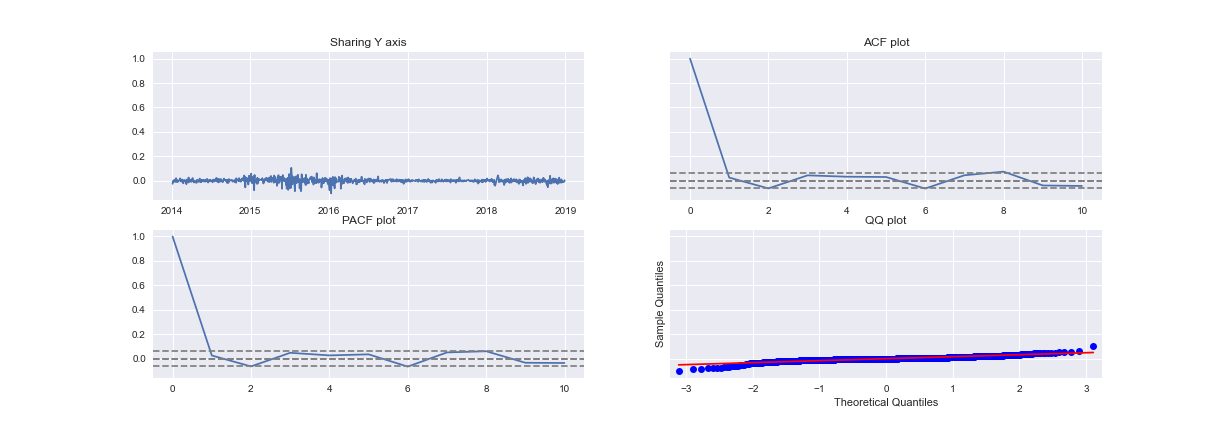 Sharing Y axis
1.0
0.8
0.6
0.4
0.2
0.0
2014 2015 2016 2017 2018 2019
ACF plot
0 2 4 6 8 10
PACF plot
1.0
0.8
0.6
0.4
0.2
0.0
0 2 4 6 8 10
QQ plot
Sample Quantiles
−3 −2 −1 0 1 2 3
Theoretical Quantiles